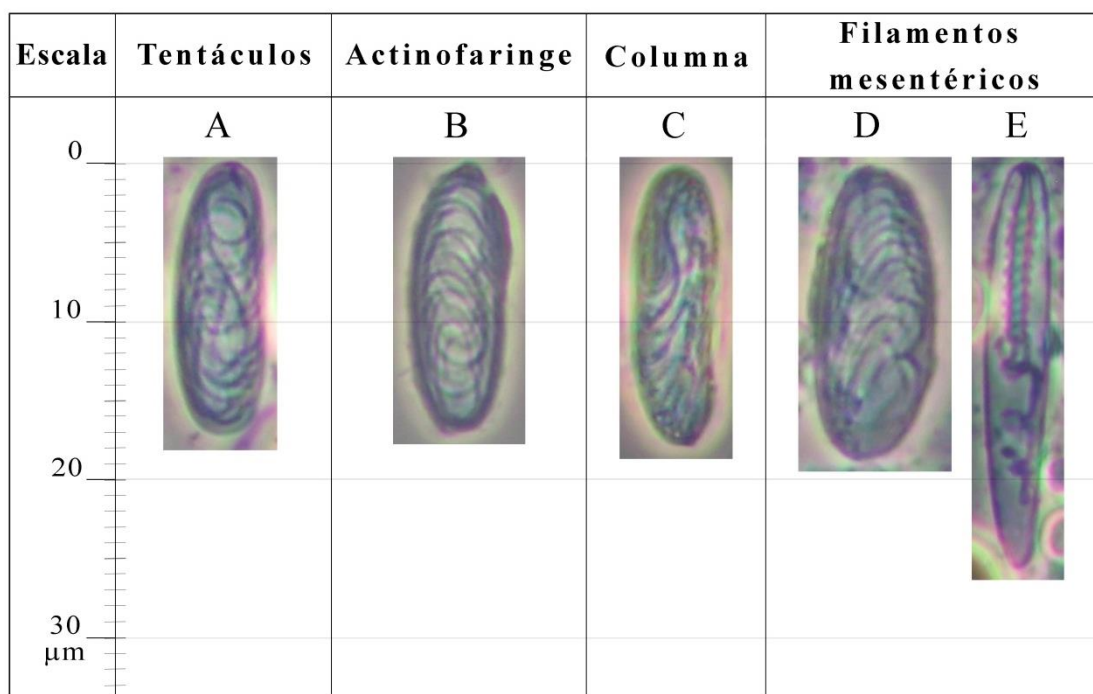 Escala
Tentáculos
Actinofaringe
Columna
Filamentos
mesentéricos
A
B
C
D
E
0
10
20
30
μm